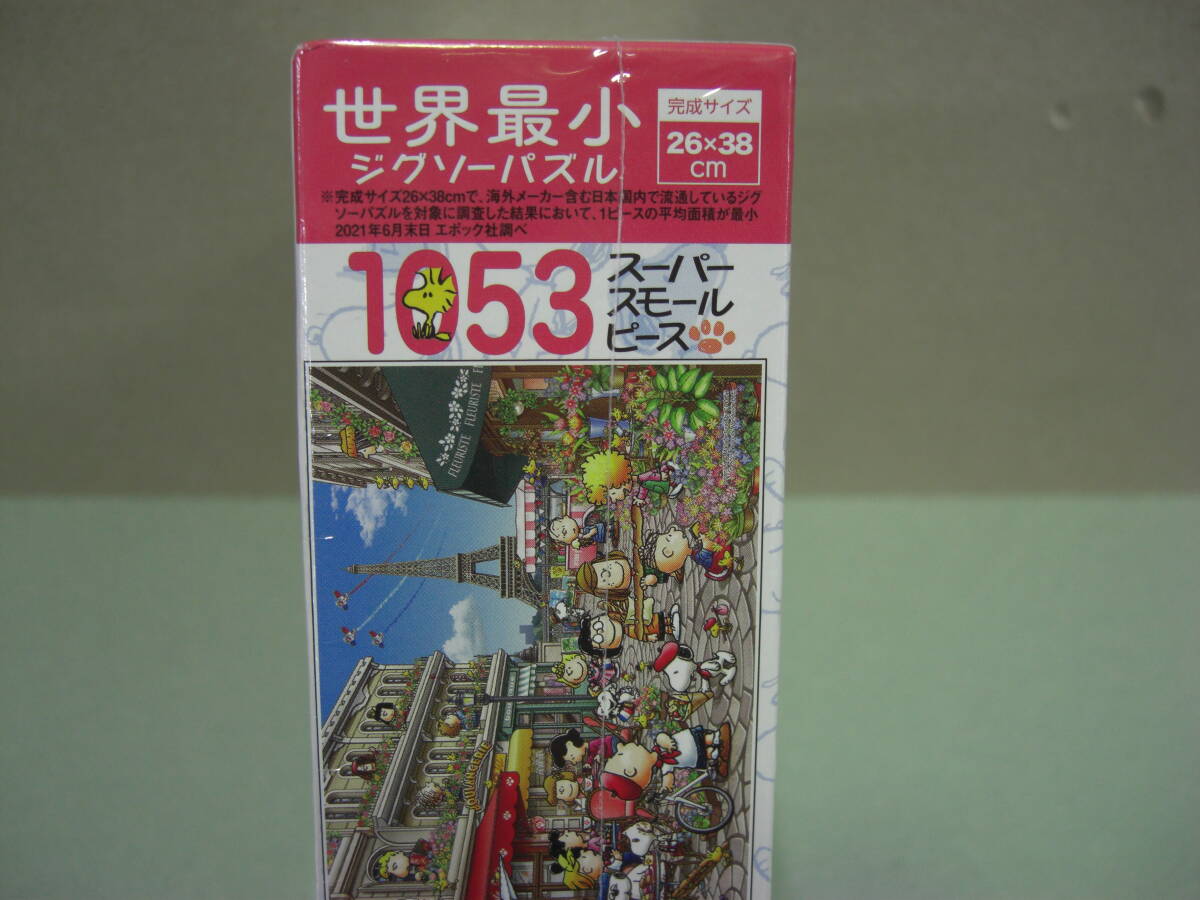 世界最小
ジグソーパズル
完成サイズ
26×38
cm
※完成サイズ26×38cmで、海外メーカー含む日本国内で流通しているジグ
ソーパズルを対象に調査した結果において、1ピースの平均面積が最小
2021年6月末日 エポック社調べ
1053
スーパー
スモール
ピース
FLEURISTE FLEURISTE
BOULANGERIE